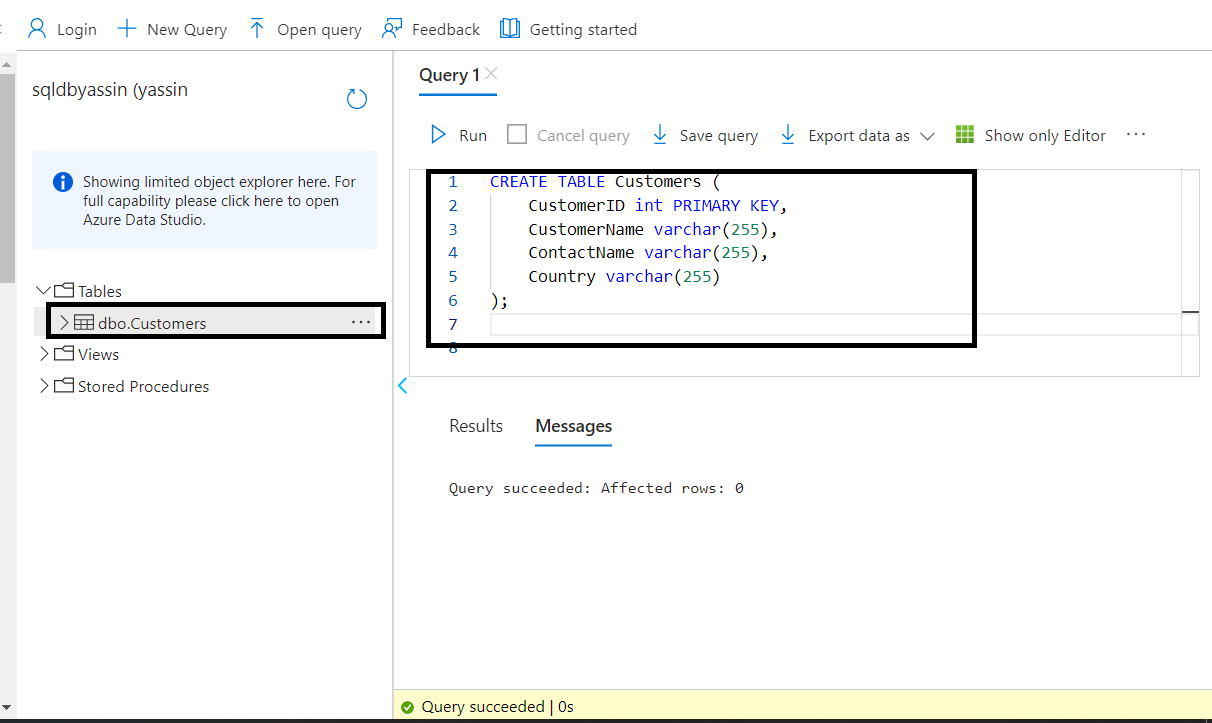 Login New Query Open query Feedback Getting started
sqldbyassin (yassin
Showing limited object explorer here. For
full capability please click here to open
Azure Data Studio.
Tables
dbo.Customers ...
Views
Stored Procedures
Query 1
Run Cancel query Save query Export data as Show only Editor ...
1 CREATE TABLE Customers (
2 CustomerID int PRIMARY KEY,
3 CustomerName varchar(255),
4 ContactName varchar(255),
5 Country varchar(255)
6 );
7
8
Results Messages
Query succeeded: Affected rows: 0
Query succeeded | 0s